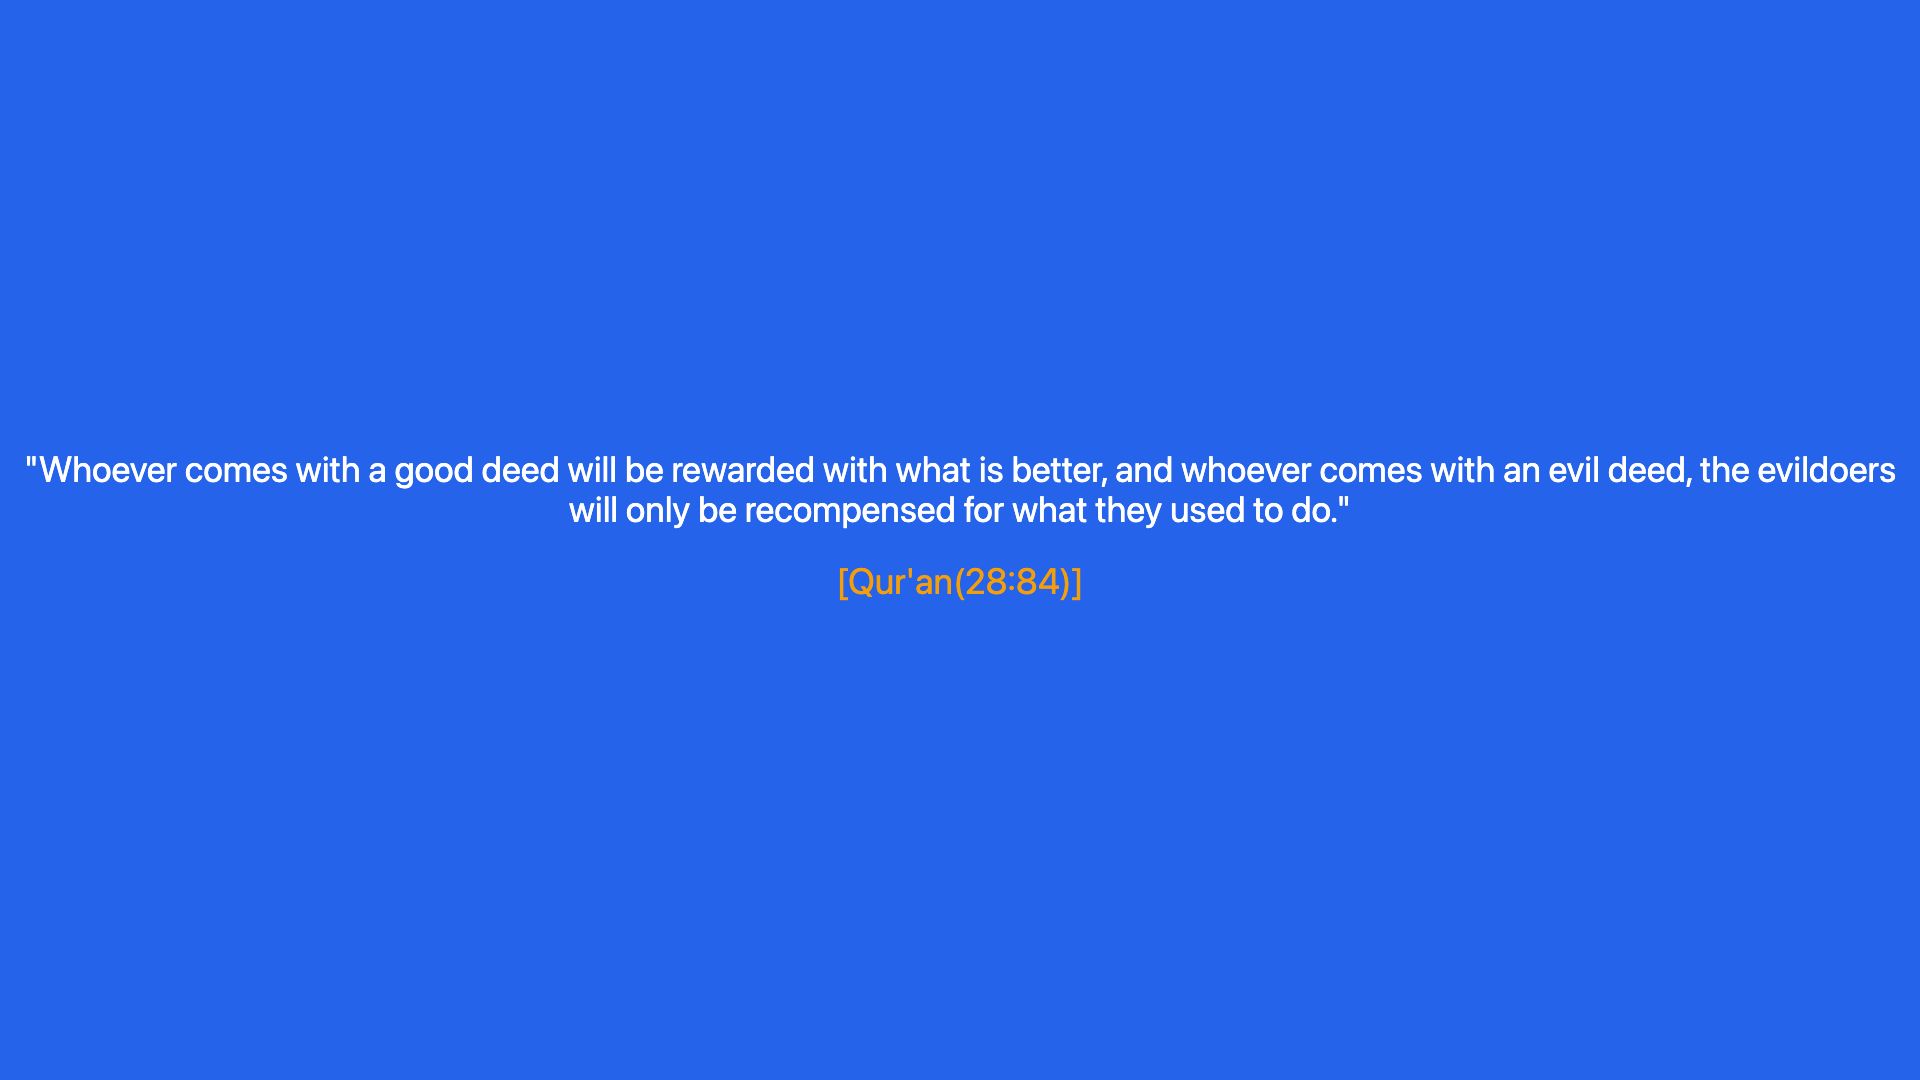 "Whoever comes with a good deed will be rewarded with what is better, and whoever comes with an evil deed, the evildoers
will only be recompensed for what they used to do."
[Qur'an(28:84)]